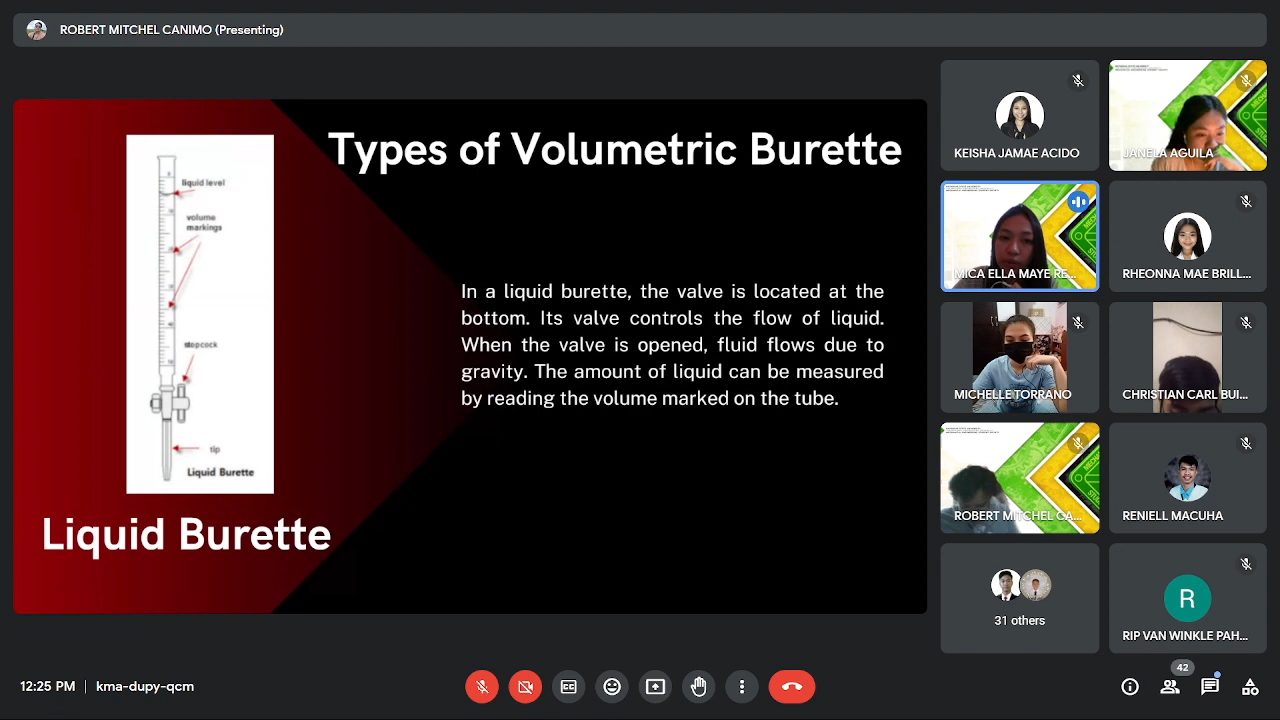 ROBERT MITCHEL CANIMO (Presenting)
Types of Volumetric Burette
liquid level
volume
markings
stopcock
tip
Liquid Burette
Liquid Burette
In a liquid burette, the valve is located at the
bottom. Its valve controls the flow of liquid.
When the valve is opened, fluid flows due to
gravity. The amount of liquid can be measured
by reading the volume marked on the tube.
KEISHA JAMAE ACIDO
JANELA AGUILA
MICA ELLA MAYE RE...
RHEONNA MAE BRILL...
MICHELLE TORRANO
CHRISTIAN CARL BUI...
ROBERT MITCHEL CA...
RENIELL MACUHA
31 others
R
RIP VAN WINKLE PAH...
12:25 PM | kma-dupy-qcm
42